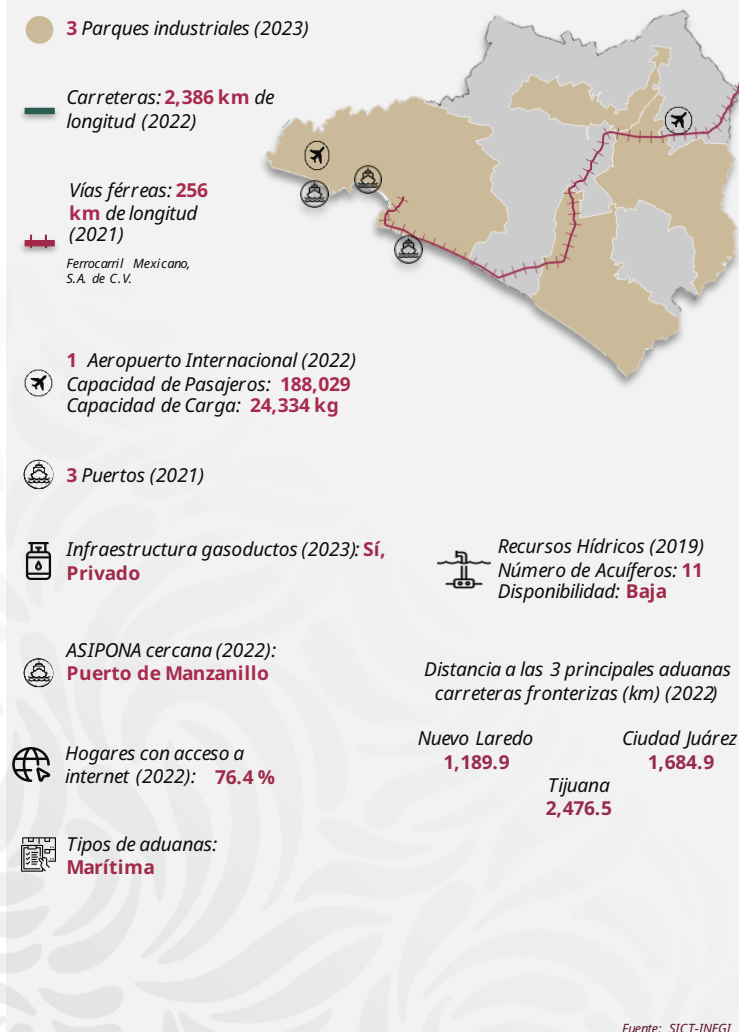 3 Parques industriales (2023)
Carreteras: 2,386 km de
longitud (2022)
Vías férreas: 256
km de longitud
(2021)
Ferrocarril Mexicano,
S.A. de C.V.
1 Aeropuerto Internacional (2022)
Capacidad de Pasajeros: 188,029
Capacidad de Carga: 24,334 kg
3 Puertos (2021)
Infraestructura gasoductos (2023): Sí,
Privado
Recursos Hídricos (2019)
Número de Acuíferos: 11
Disponibilidad: Baja
ASIPONA cercana (2022):
Puerto de Manzanillo
Distancia a las 3 principales aduanas
carreteras fronterizas (km) (2022)
Nuevo Laredo
1,189.9
Ciudad Juárez
1,684.9
Tijuana
2,476.5
Hogares con acceso a
internet (2022): 76.4 %
Tipos de aduanas:
Marítima
Fuente: SICT-INEGI